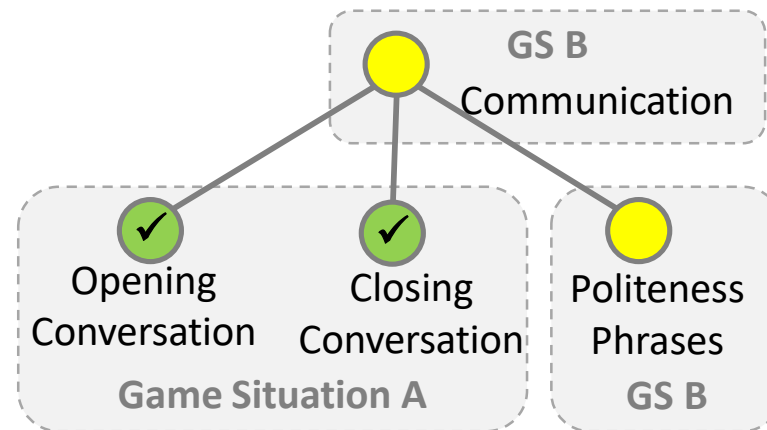 GS B
Communication
Opening
Conversation
Closing
Conversation
Game Situation A
Politeness
Phrases
GS B